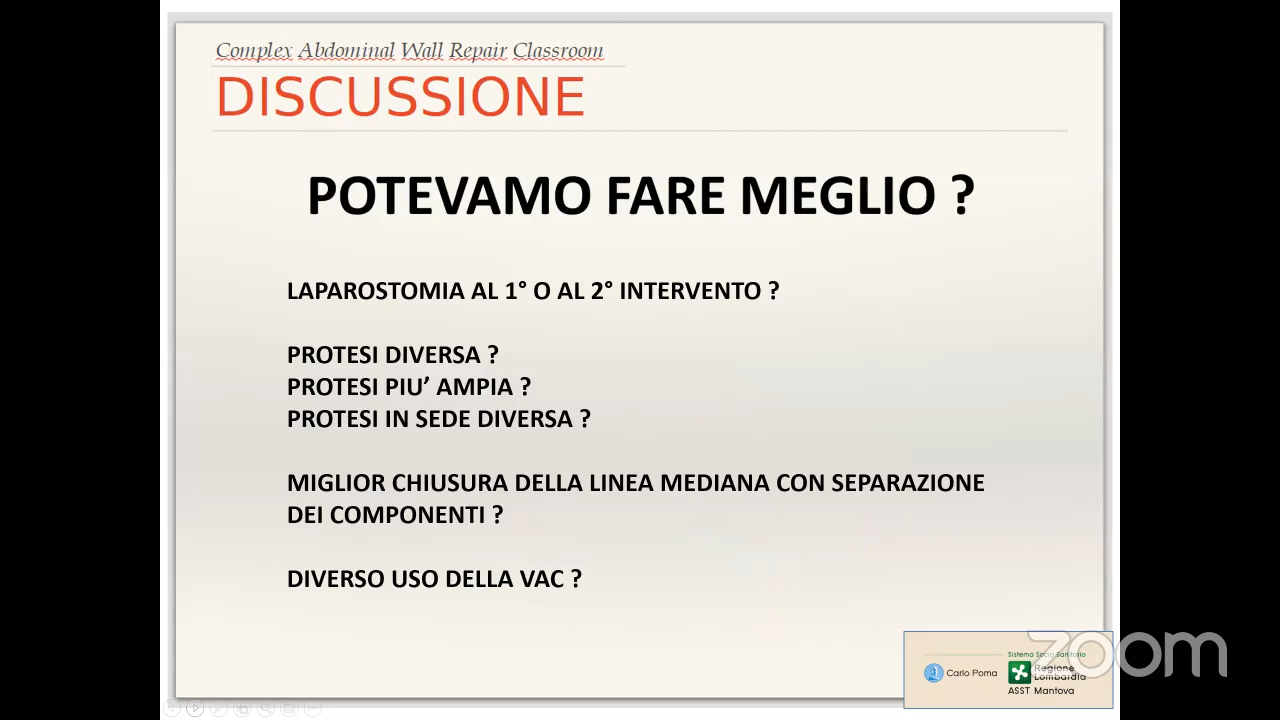 Complex Abdominal Wall Repair Classroom
DISCUSSIONE
POTEVAMO FARE MEGLIO ?
LAPAROSTOMIA AL 1° O AL 2° INTERVENTO ?
PROTESI DIVERSA ?
PROTESI PIU’ AMPIA ?
PROTESI IN SEDE DIVERSA ?
MIGLIOR CHIUSURA DELLA LINEA MEDIANA CON SEPARAZIONE
DEI COMPONENTI ?
DIVERSO USO DELLA VAC ?
Sistema Socio Sanitario
Carlo Poma
Regione
Lombardia
ASST Mantova
zoom